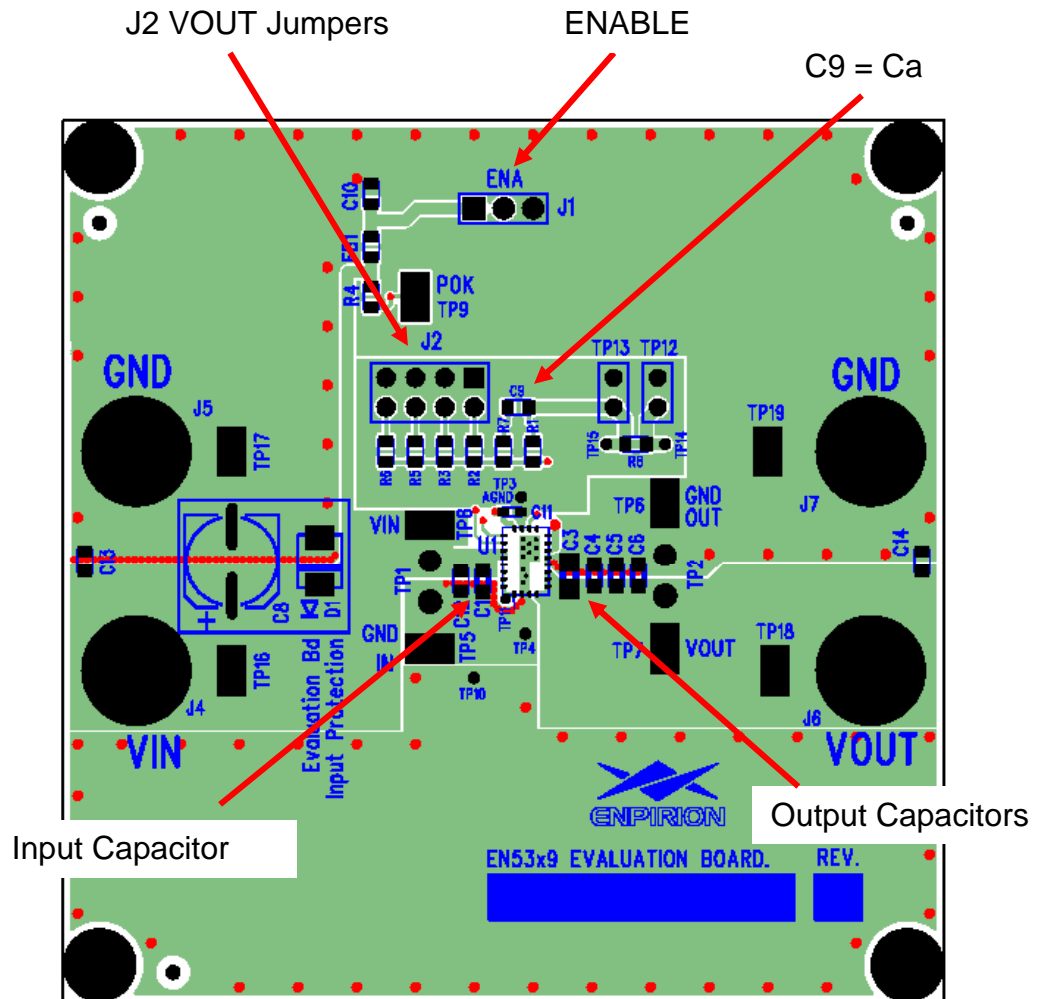 J2 VOUT Jumpers
ENABLE
C9 = Ca
ENA
C10
J1
FB1
R4
POK
TP9
J2
TP13
TP12
GND
GND
J5
TP17
C9
R7
R1
TP19
R6
R5
R3
R2
TP15
R8
TP14
TP3
AGND
C11
TP6
GND
OUT
J7
VIN
TP8
U1
C3
C4
C5
C6
C13
C14
TP1
TP2
C8
D1
+
C1
TP11
GND
IN
TP5
TP4
TP7
VOUT
TP18
TP16
TP10
J4
J6
VIN
VOUT
Evaluation Bd
Input Protection
ENPIRION
Input Capacitor
Output Capacitors
EN53x9 EVALUATION BOARD.
REV.